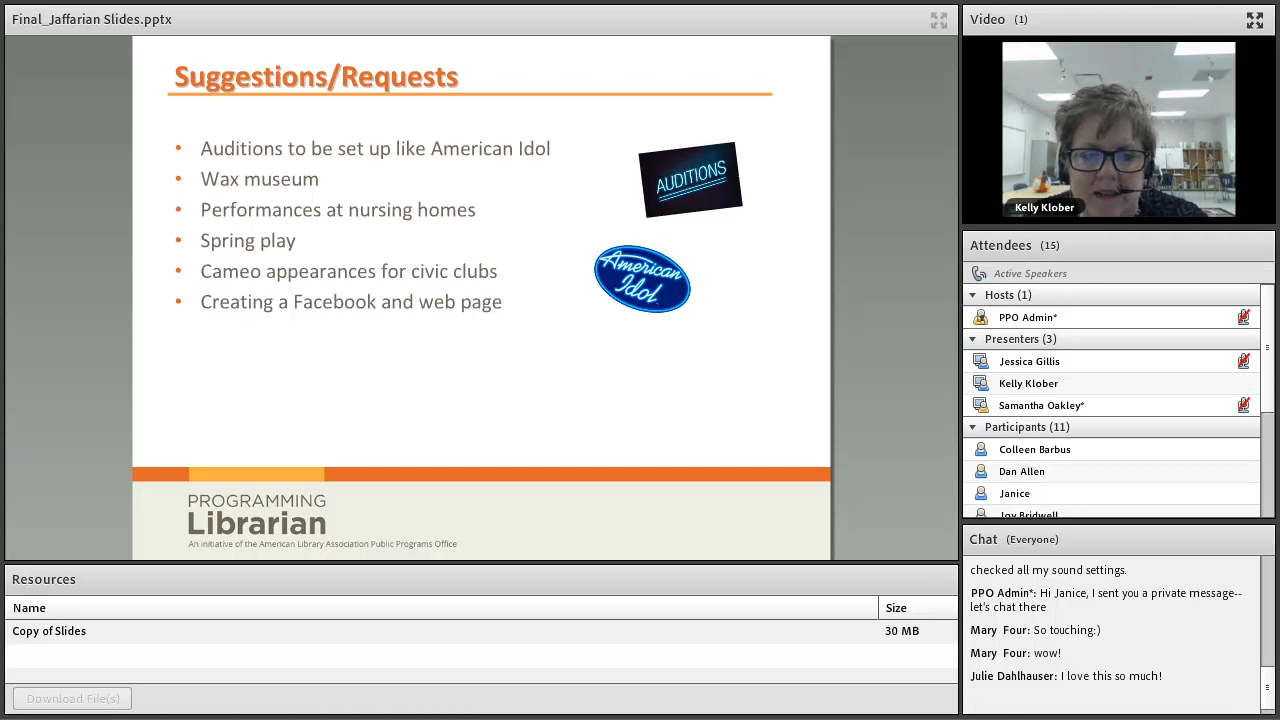 Final_Jaffarian Slides.pptx
Suggestions/Requests
• Auditions to be set up like American Idol
• Wax museum
• Performances at nursing homes
• Spring play
• Cameo appearances for civic clubs
• Creating a Facebook and web page
AUDITIONS
American
Idol
PROGRAMMING
Librarian
An initiative of the American Library Association Public Programs Office
Resources
Name Size
Copy of Slides 30 MB
Download File(s)
Video (1)
Kelly Klober
Attendees (15)
Active Speakers
Hosts (1)
PPO Admin*
Presenters (3)
Jessica Gillis
Kelly Klober
Samantha Oakley*
Participants (11)
Colleen Barbus
Dan Allen
Janice
Joy Bridwell
Chat (Everyone)
checked all my sound settings.
PPO Admin*: Hi Janice, I sent you a private message--
let's chat there
Mary Four: So touching:)
Mary Four: wow!
Julie Dahlhauser: I love this so much!